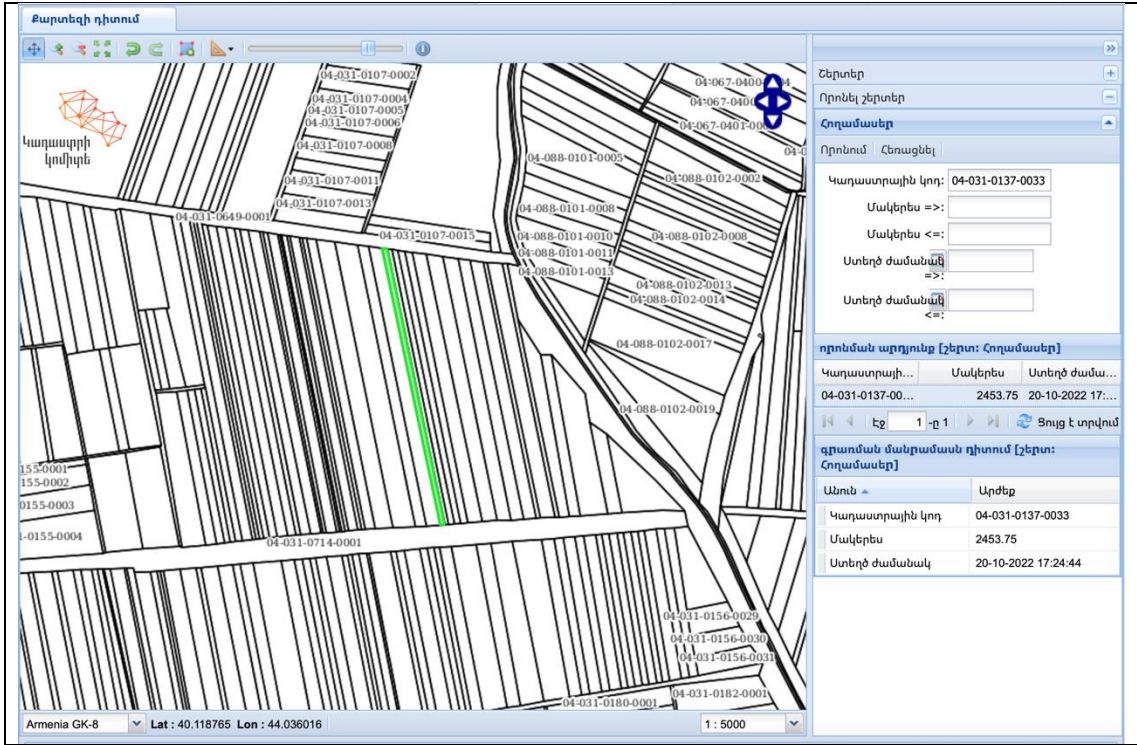 Քարտեզի դիտում
Կադաստրի
կոմիտե
04-031-0107-0002
04-031-0107-0004
04-031-0107-0005
04-031-0107-0006
04-031-0107-0008
04-031-0107-0011
04-031-0107-0013
04-031-0649-0001
04-031-0107-0015
04-088-0101-0005
04-088-0102-0002
04-088-0101-0008
04-088-0101-0010
04-088-0102-0008
04-088-0101-0011
04-088-0101-0013
04-088-0102-0013
04-088-0102-0014
04-088-0102-0017
04-088-0102-0019
155-0001
155-0002
0155-0003
-0155-0004
04-031-0714-0001
04-031-0156-0029
04-031-0156-0030
04-031-0156-0031
04-031-0182-0001
04-031-0180-0001
Armenia GK-8
Lat : 40.118765 Lon : 44.036016
1 : 5000
Շերտեր
Որոնել շերտեր
Հողամասեր
Որոնում Հեռացնել
Կադաստրային կոդ: 04-031-0137-0033
Մակերես =>:
Մակերես <=:
Ստեղծ ժամանակ
=>:
Ստեղծ ժամանակ
<=:
որոնման արդյունք [շերտ: Հողամասեր]
Կադաստրայի... Մակերես Ստեղծ ժամա...
04-031-0137-00... 2453.75 20-10-2022 17:...
Էջ 1 -ը 1 Ցույց է տրվում
գրառման մանրամասն դիտում [շերտ:
Հողամասեր]
Անուն Արժեք
Կադաստրային կոդ 04-031-0137-0033
Մակերես 2453.75
Ստեղծ ժամանակ 20-10-2022 17:24:44